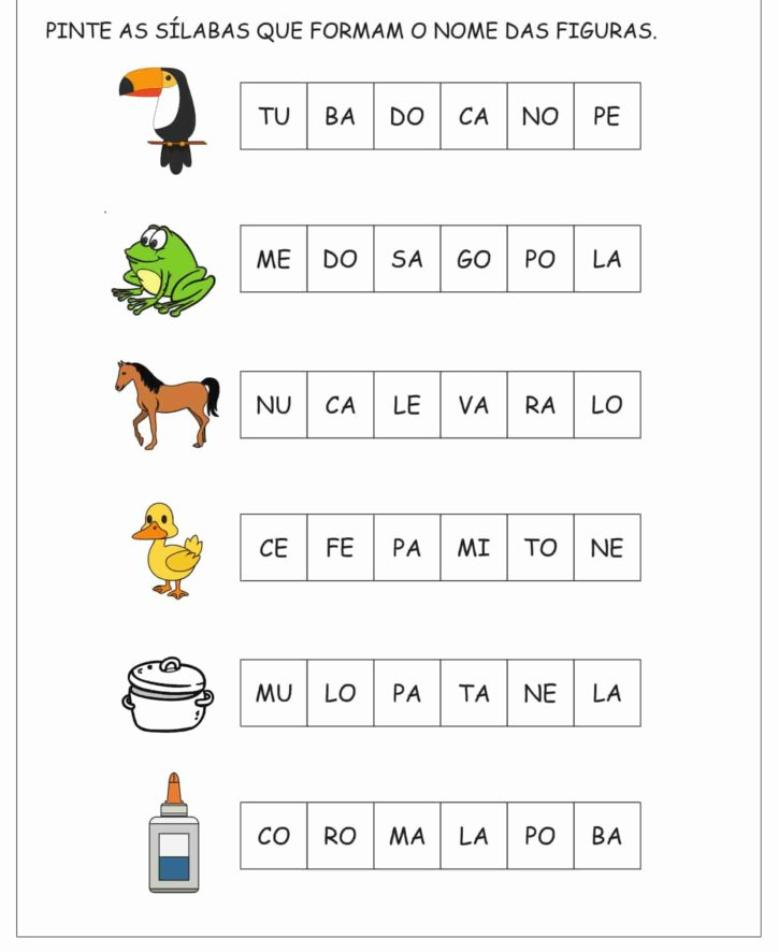 PINTE AS SÍLABAS QUE FORMAM O NOME DAS FIGURAS.
TU BA DO CA NO PE
ME DO SA GO PO LA
NU CA LE VA RA LO
CE FE PA MI TO NE
MU LO PA TA NE LA
CO RO MA LA PO BA